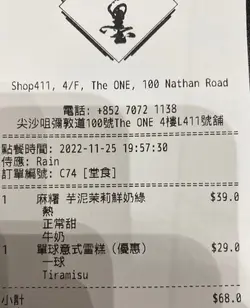 Shop411, 4/F, The ONE, 100 Nathan Road
電話: +852 7072 1138
尖沙咀彌敦道100號The ONE 4樓L411號舖
點餐時間: 2022-11-25 19:57:30
侍應: Rain
訂單編號: C74 [堂食]
1 麻糬 芋泥茉莉鮮奶綠 $39.0
熱
正常甜
牛奶
1 單球意式雪糕（優惠） $29.0
一球
Tiramisu
小計 $68.0